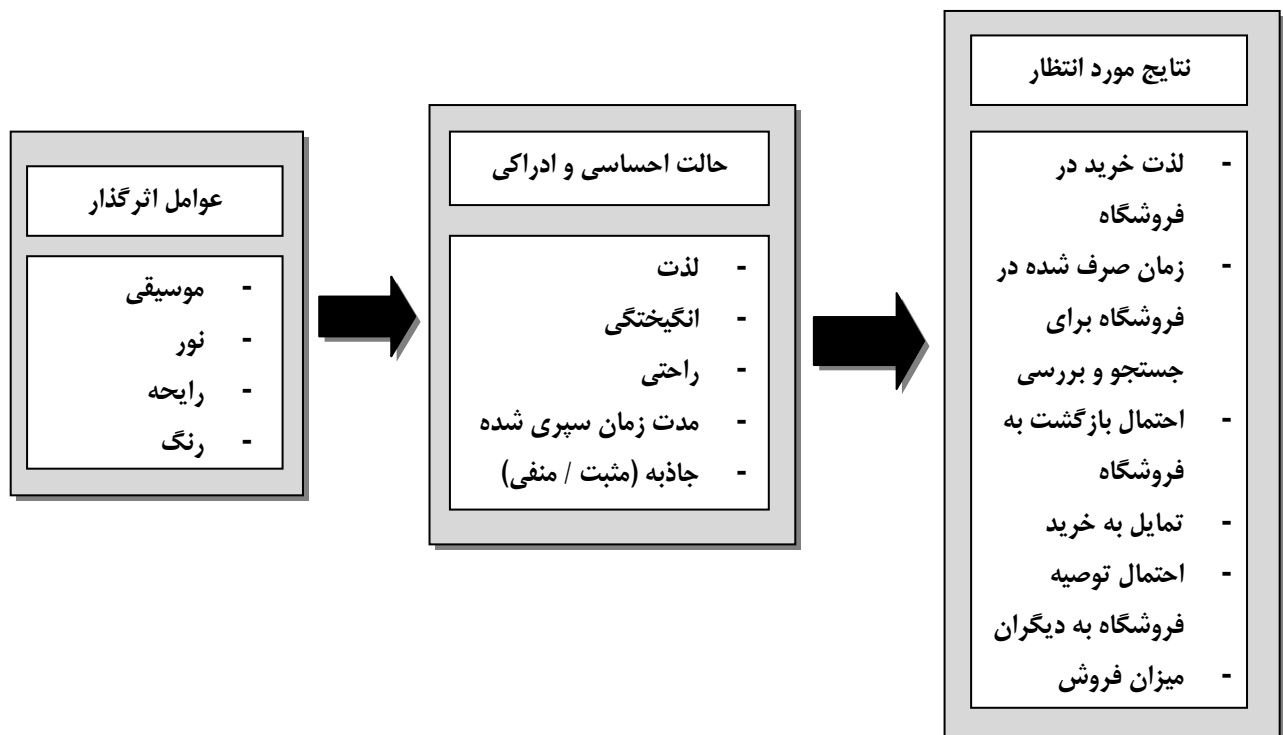 عوامل اثرگذار
- موسیقی
- نور
- رایحه
- رنگ
حالت احساسی و ادراکی
- لذت
- انگیختگی
- راحتی
- مدت زمان سپری شده
- جاذبه (مثبت / منفی)
نتایج مورد انتظار
- لذت خرید در
فروشگاه
- زمان صرف شده در
فروشگاه برای
جستجو و بررسی
- احتمال بازگشت به
فروشگاه
- تمایل به خرید
- احتمال توصیه
فروشگاه به دیگران
- میزان فروش